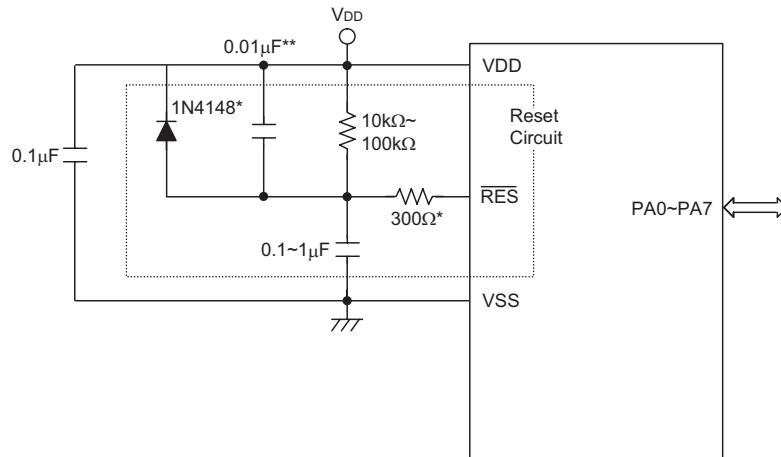 VDD
0.01µF**
VDD
1N4148*
10kΩ~
100kΩ
Reset
Circuit
0.1µF
RES
300Ω*
PA0~PA7
0.1~1µF
VSS